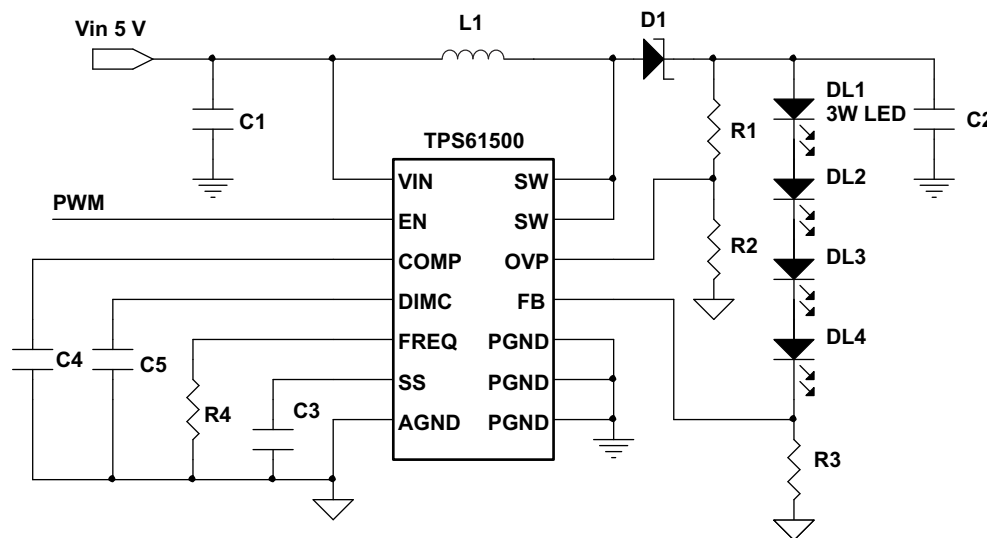 Vin 5 V
L1
D1
C1
R1
DL1
3W LED
C2
TPS61500
VIN
SW
PWM
EN
SW
DL2
COMP
OVP
R2
DL3
DIMC
FB
C4
C5
FREQ
PGND
DL4
R4
C3
SS
PGND
AGND
PGND
R3